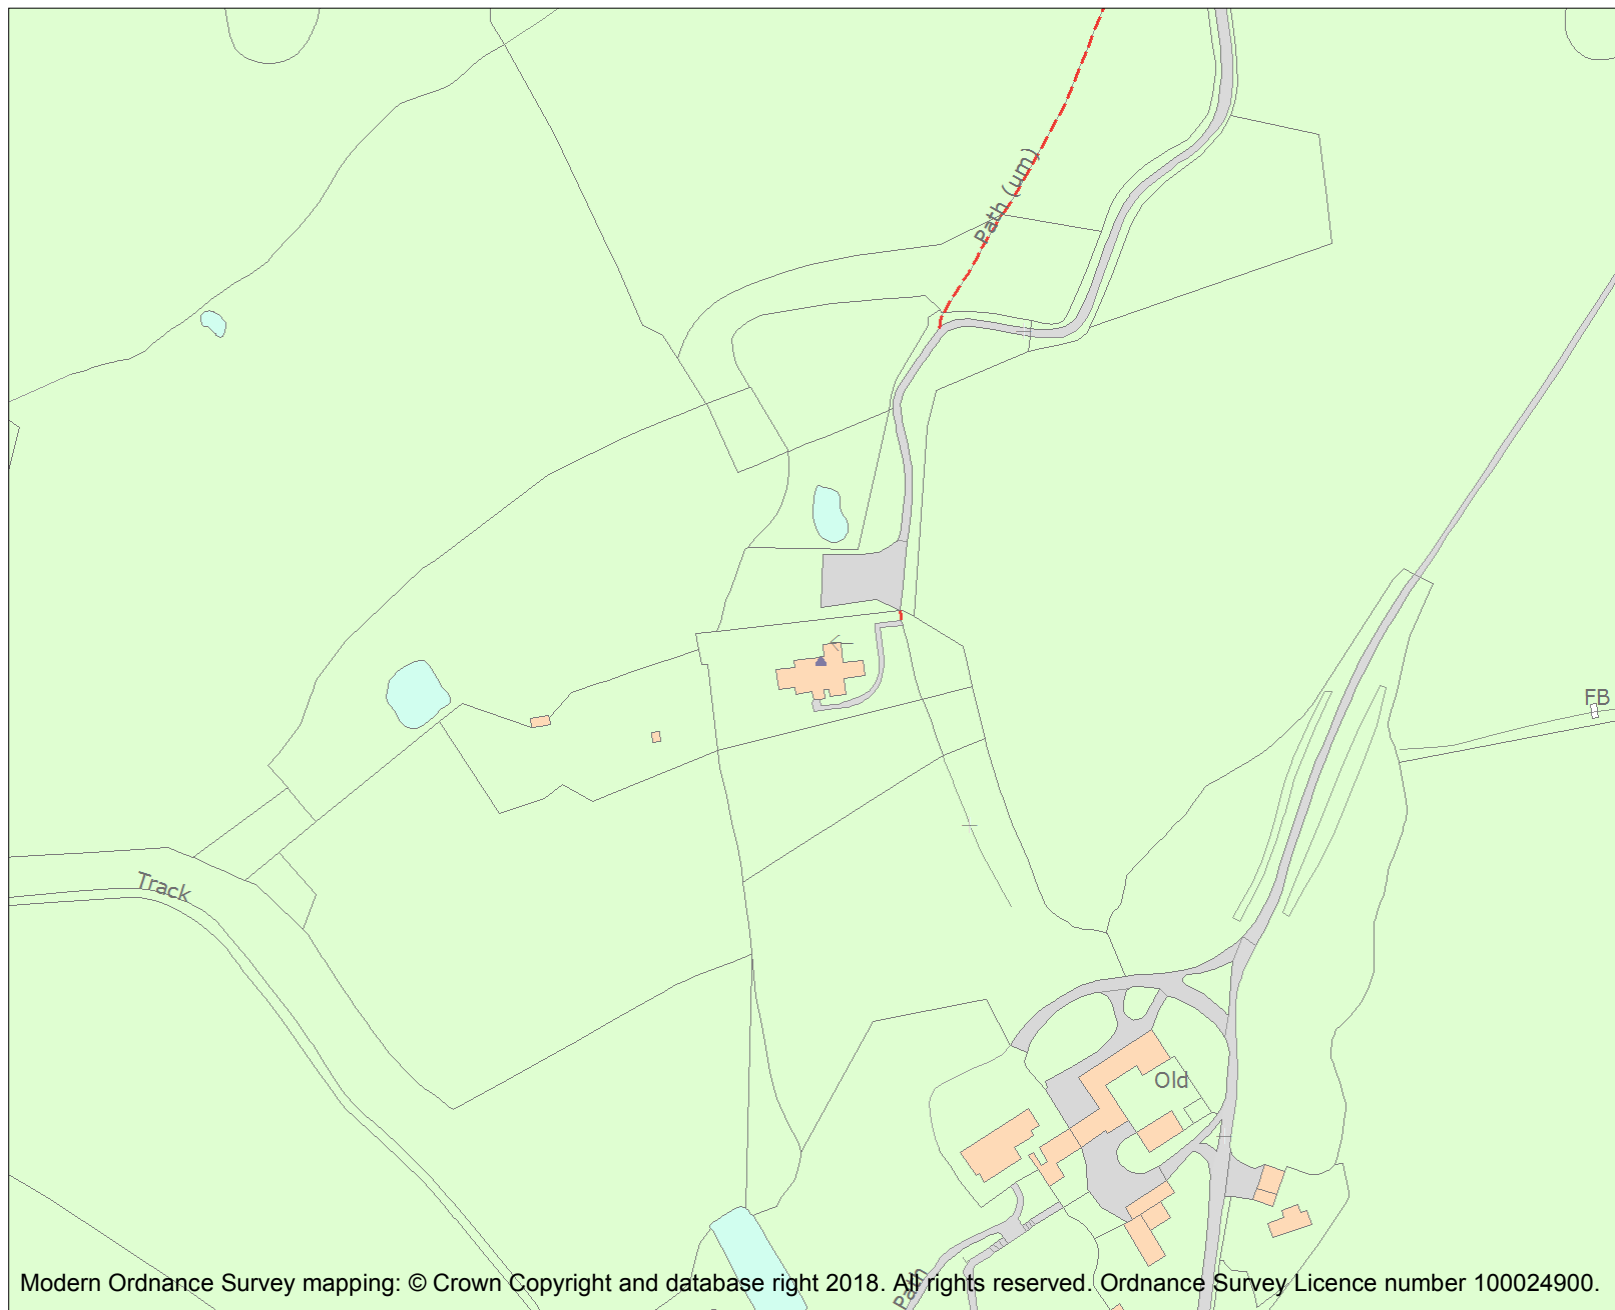 Path (um)
FB
Track
Old
Path
Modern Ordnance Survey mapping: © Crown Copyright and database right 2018. All rights reserved. Ordnance Survey Licence number 100024900.